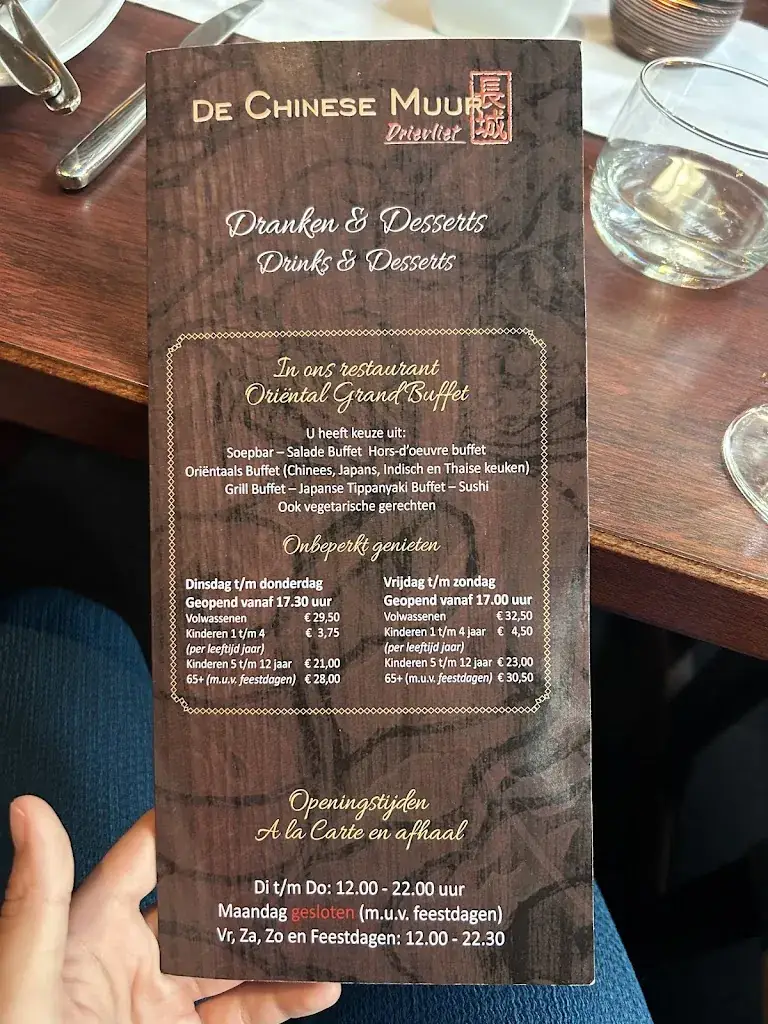 DE CHINESE MUUR
長城
Drievliet
Dranken & Desserts
Drinks & Desserts
In ons restaurant
Oriëntal Grand Buffet
U heeft keuze uit:
Soepbar – Salade Buffet Hors-d'oeuvre buffet
Oriëntaals Buffet (Chinees, Japans, Indisch en Thaise keuken)
Grill Buffet – Japanse Tippanyaki Buffet – Sushi
Ook vegetarische gerechten
Onbeperkt genieten
Dinsdag t/m donderdag
Geopend vanaf 17.30 uur
Volwassenen € 29,50
Kinderen 1 t/m 4 € 3,75
(per leeftijd jaar)
Kinderen 5 t/m 12 jaar € 21,00
65+ (m.u.v. feestdagen) € 28,00
Vrijdag t/m zondag
Geopend vanaf 17.00 uur
Volwassenen € 32,50
Kinderen 1 t/m 4 jaar € 4,50
(per leeftijd jaar)
Kinderen 5 t/m 12 jaar € 23,00
65+ (m.u.v. feestdagen) € 30,50
Openingstijden
A la Carte en afhaal
Di t/m Do: 12.00 - 22.00 uur
Maandag gesloten (m.u.v. feestdagen)
Vr, Za, Zo en Feestdagen: 12.00 - 22.30